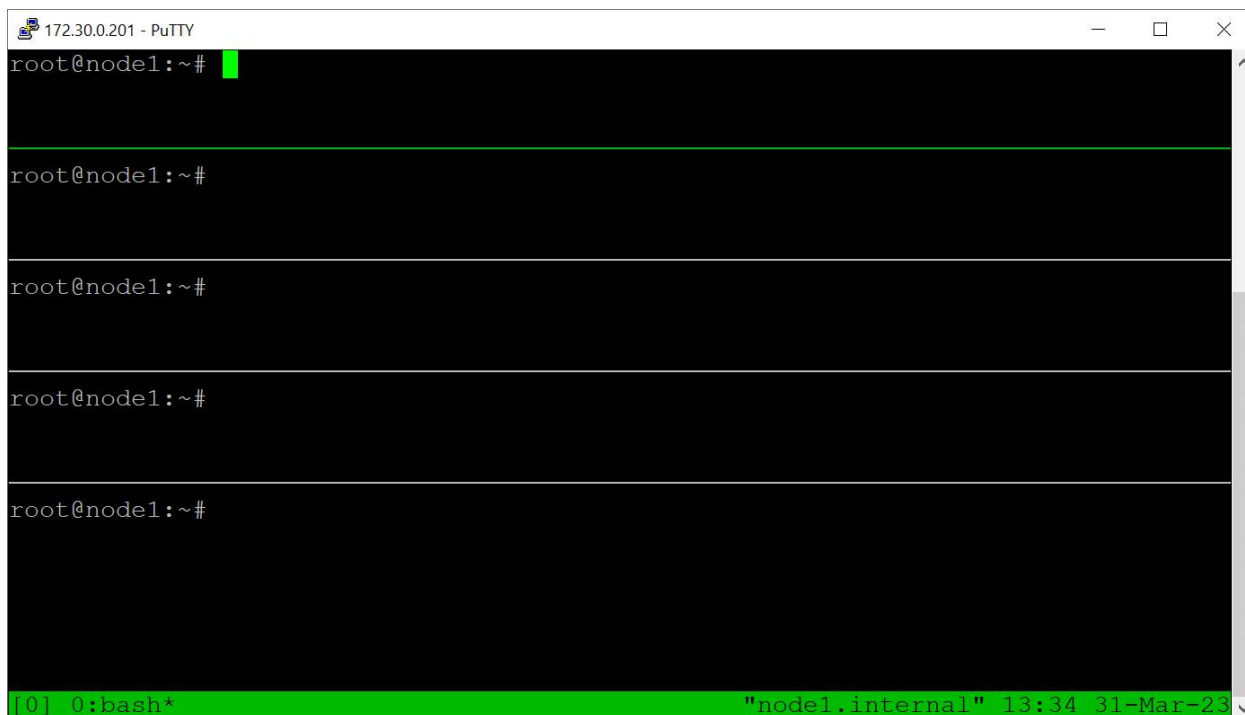 172.30.0.201 - PuTTY
root@node1:~#
root@node1:~#
root@node1:~#
root@node1:~#
root@node1:~#
[0] 0:bash* "node1.internal" 13:34 31-Mar-23